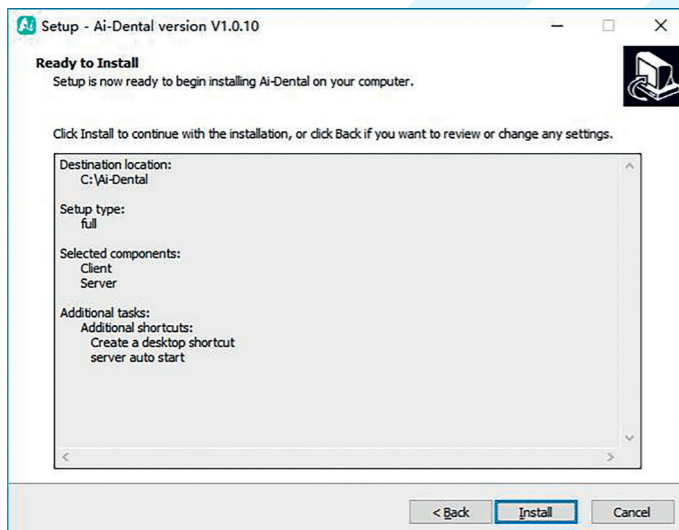 Ai Setup - Ai-Dental version V1.0.10
Ready to Install
Setup is now ready to begin installing Ai-Dental on your computer.
Click Install to continue with the installation, or click Back if you want to review or change any settings.
Destination location:
C:\Ai-Dental
Setup type:
full
Selected components:
Client
Server
Additional tasks:
Additional shortcuts:
Create a desktop shortcut
server auto start
< Back Install Cancel